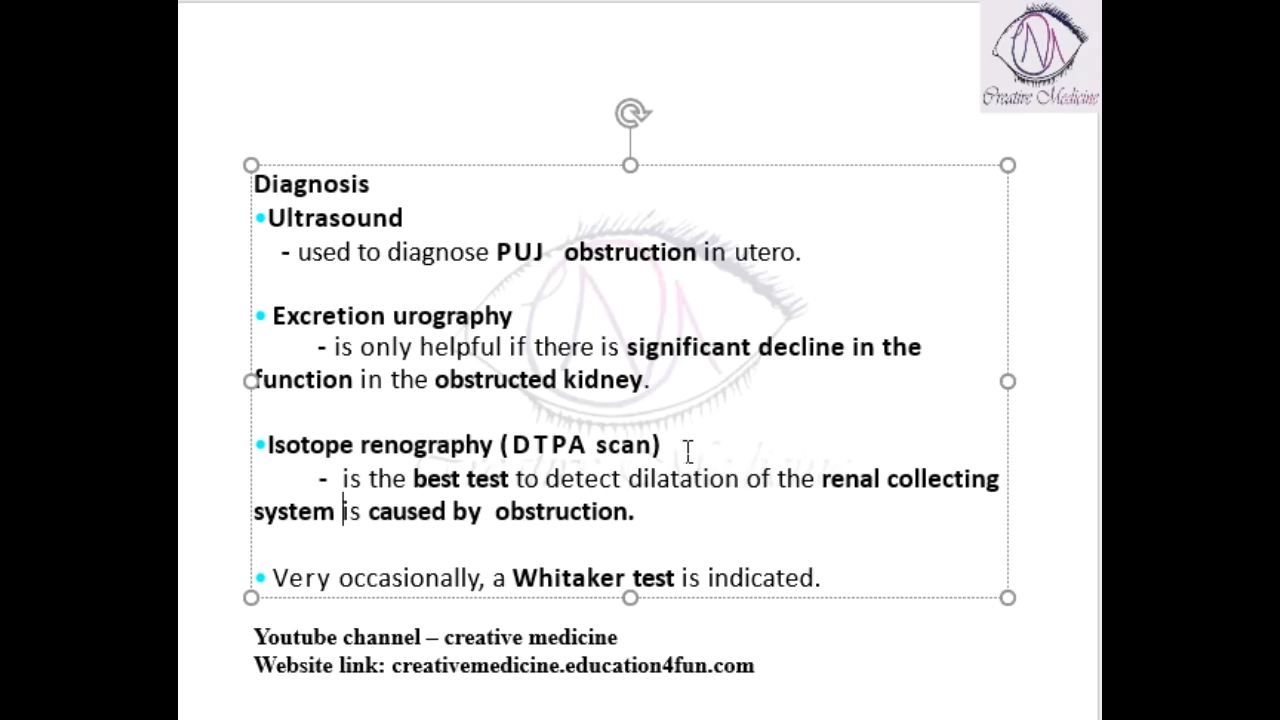 Creative Medicine
Diagnosis
•Ultrasound
- used to diagnose PUJ obstruction in utero.
• Excretion urography
- is only helpful if there is significant decline in the
function in the obstructed kidney.
•Isotope renography (DTPA scan)
- is the best test to detect dilatation of the renal collecting
system is caused by obstruction.
• Very occasionally, a Whitaker test is indicated.
Youtube channel – creative medicine
Website link: creativemedicine.education4fun.com